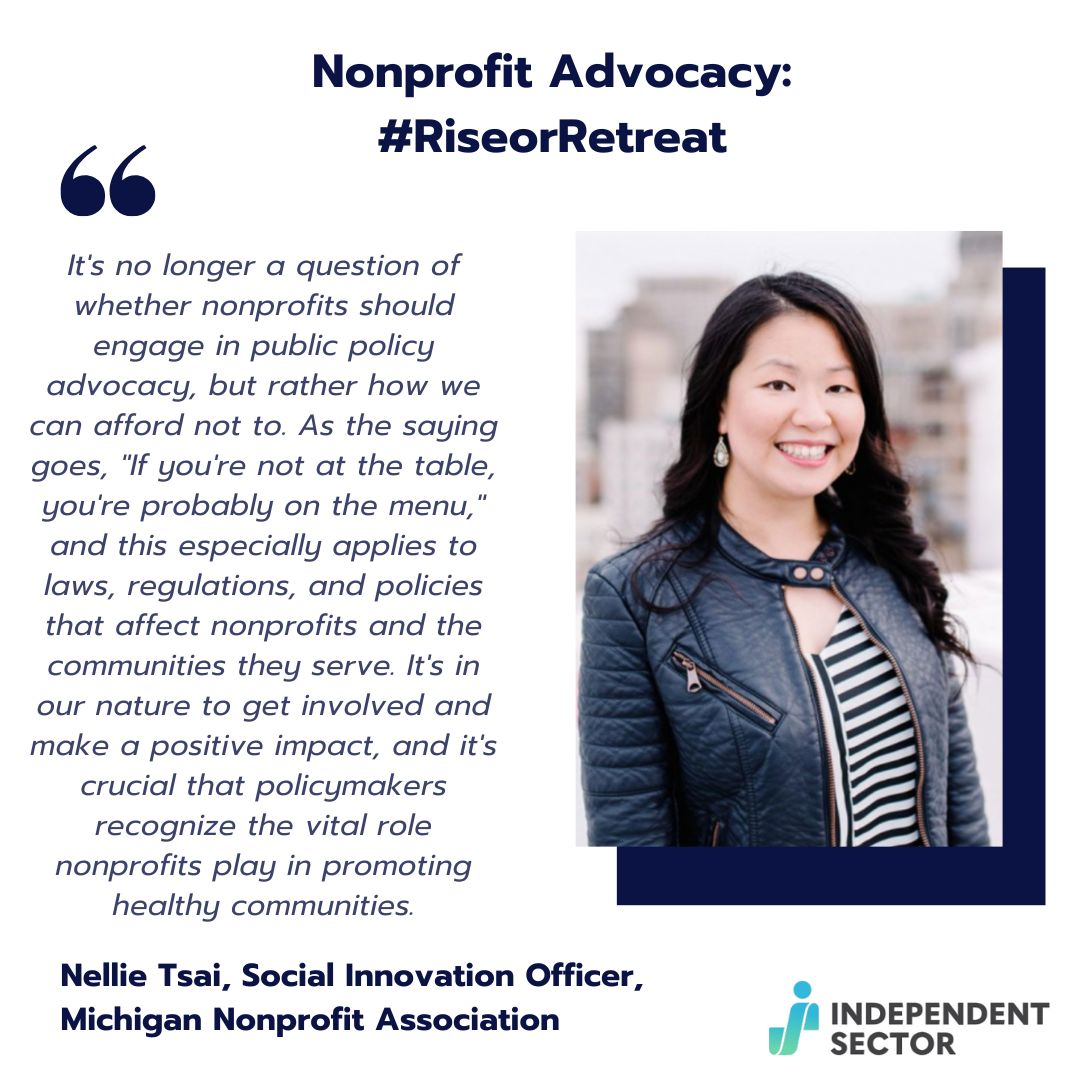 Nonprofit Advocacy:
#RiseorRetreat
“
It's no longer a question of
whether nonprofits should
engage in public policy
advocacy, but rather how we
can afford not to. As the saying
goes, "If you're not at the table,
you're probably on the menu,"
and this especially applies to
laws, regulations, and policies
that affect nonprofits and the
communities they serve. It's in
our nature to get involved and
make a positive impact, and it's
crucial that policymakers
recognize the vital role
nonprofits play in promoting
healthy communities.
Nellie Tsai, Social Innovation Officer,
Michigan Nonprofit Association
INDEPENDENT
SECTOR